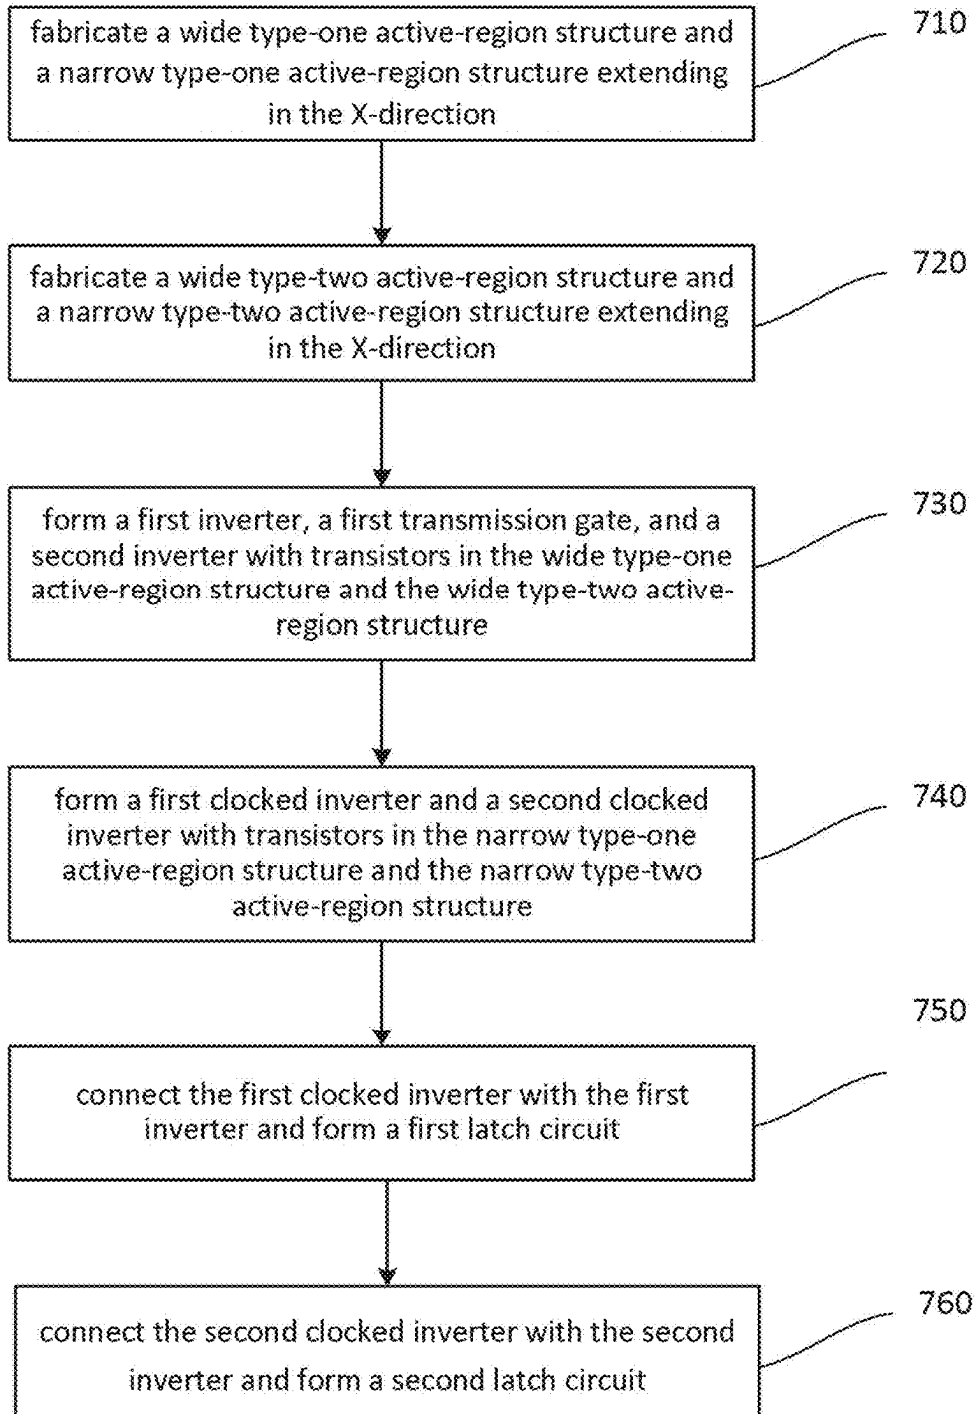 fabricate a wide type-one active-region structure and
a narrow type-one active-region structure extending
in the X-direction
710
fabricate a wide type-two active-region structure and
a narrow type-two active-region structure extending
in the X-direction
720
form a first inverter, a first transmission gate, and a
second inverter with transistors in the wide type-one
active-region structure and the wide type-two active-
region structure
730
form a first clocked inverter and a second clocked
inverter with transistors in the narrow type-one
active-region structure and the narrow type-two
active-region structure
740
connect the first clocked inverter with the first
inverter and form a first latch circuit
750
connect the second clocked inverter with the second
inverter and form a second latch circuit
760